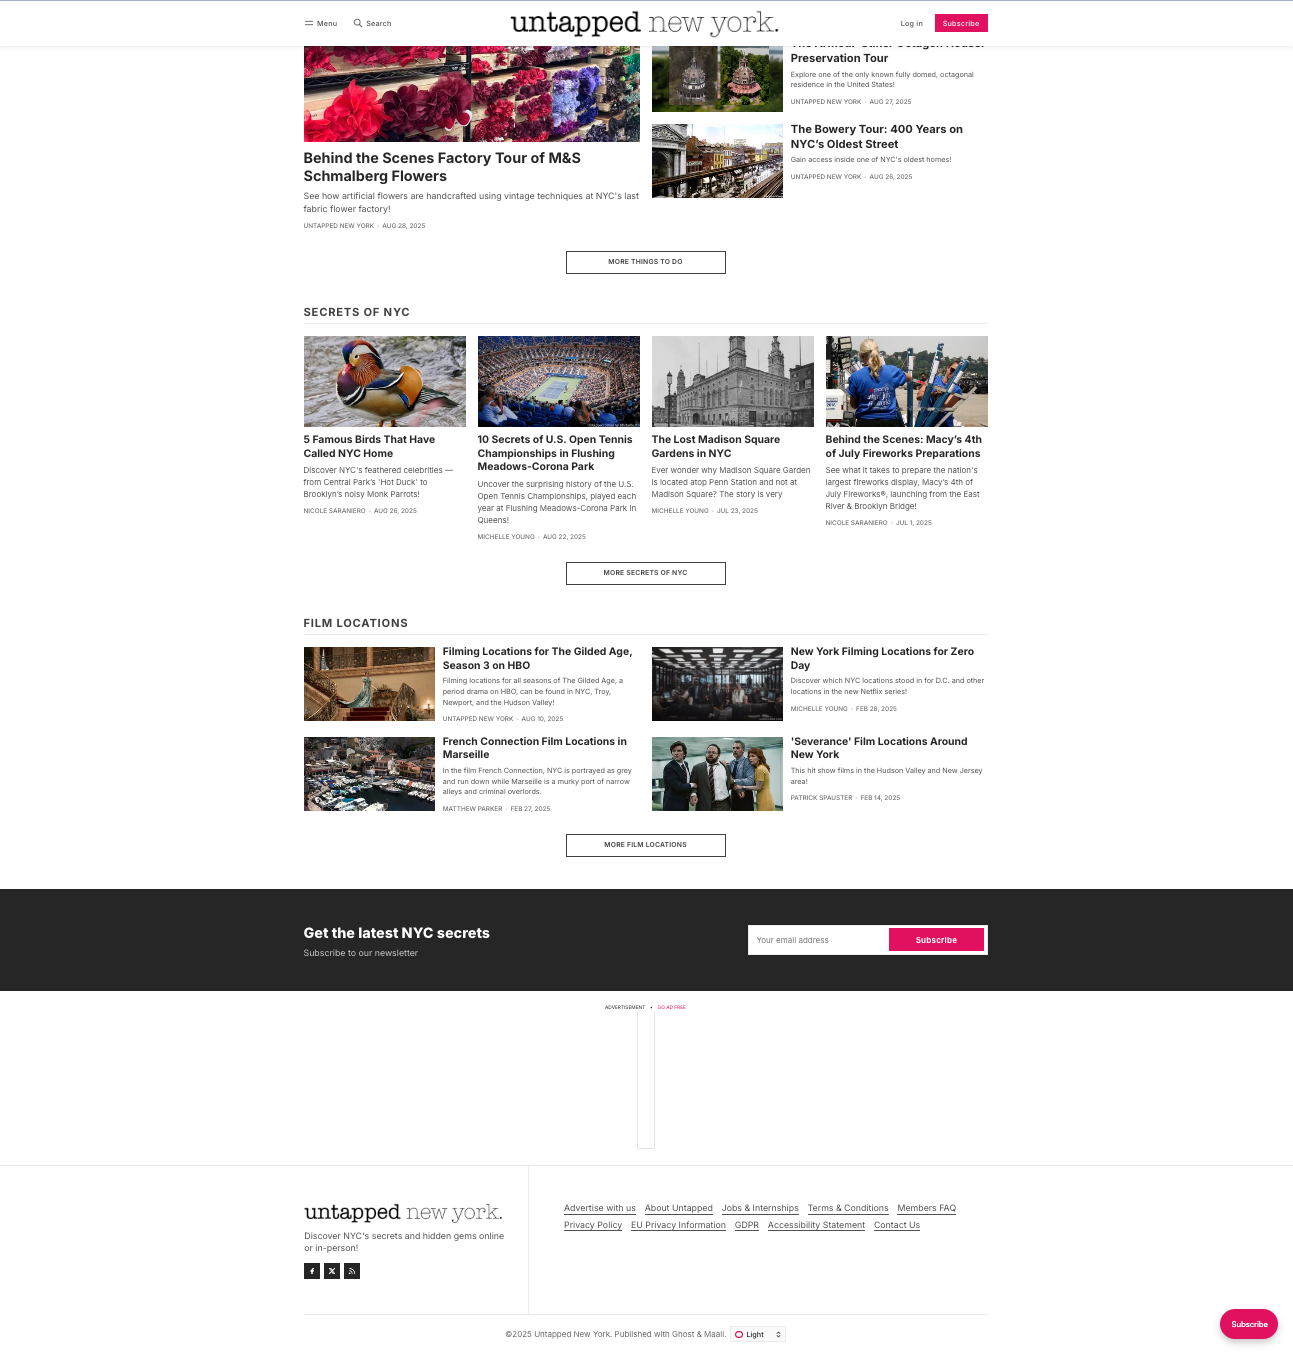 Menu
Search
untapped new york.
Log in
Subscribe
Preservation Tour
Explore one of the only known fully domed, octagonal
residence in the United States!
UNTAPPED NEW YORK · AUG 27, 2025
The Bowery Tour: 400 Years on
NYC's Oldest Street
Gain access inside one of NYC's oldest homes!
UNTAPPED NEW YORK · AUG 26, 2025
Behind the Scenes Factory Tour of M&S
Schmalberg Flowers
See how artificial flowers are handcrafted using vintage techniques at NYC's last
fabric flower factory!
UNTAPPED NEW YORK · AUG 28, 2025
MORE THINGS TO DO
SECRETS OF NYC
5 Famous Birds That Have
Called NYC Home
Discover NYC's feathered celebrities —
from Central Park's 'Hot Duck' to
Brooklyn's noisy Monk Parrots!
NICOLE SARANIERO · AUG 26, 2025
10 Secrets of U.S. Open Tennis
Championships in Flushing
Meadows-Corona Park
Uncover the surprising history of the U.S.
Open Tennis Championships, played each
year at Flushing Meadows-Corona Park in
Queens!
MICHELLE YOUNG · AUG 22, 2025
The Lost Madison Square
Gardens in NYC
Ever wonder why Madison Square Garden
is located atop Penn Station and not at
Madison Square? The story is very
MICHELLE YOUNG · JUL 23, 2025
Behind the Scenes: Macy's 4th
of July Fireworks Preparations
See what it takes to prepare the nation's
largest fireworks display, Macy's 4th of
July Fireworks®, launching from the East
River & Brooklyn Bridge!
NICOLE SARANIERO · JUL 1, 2025
MORE SECRETS OF NYC
FILM LOCATIONS
Filming Locations for The Gilded Age,
Season 3 on HBO
Filming locations for all seasons of The Gilded Age, a
period drama on HBO, can be found in NYC, Troy,
Newport, and the Hudson Valley!
UNTAPPED NEW YORK · AUG 10, 2025
New York Filming Locations for Zero
Day
Discover which NYC locations stood in for D.C. and other
locations in the new Netflix series!
MICHELLE YOUNG · FEB 28, 2025
French Connection Film Locations in
Marseille
In the film French Connection, NYC is portrayed as grey
and run down while Marseille is a murky port of narrow
alleys and criminal overlords.
MATTHEW PARKER · FEB 27, 2025
'Severance' Film Locations Around
New York
This hit show films in the Hudson Valley and New Jersey
area!
PATRICK SPAUSTER · FEB 14, 2025
MORE FILM LOCATIONS
Get the latest NYC secrets
Subscribe to our newsletter
Your email address
Subscribe
ADVERTISEMENT • GO AD FREE
untapped new york.
Discover NYC's secrets and hidden gems online
or in-person!
Advertise with us About Untapped Jobs & Internships Terms & Conditions Members FAQ
Privacy Policy EU Privacy Information GDPR Accessibility Statement Contact Us
©2025 Untapped New York. Published with Ghost & Maali.
Light
Subscribe